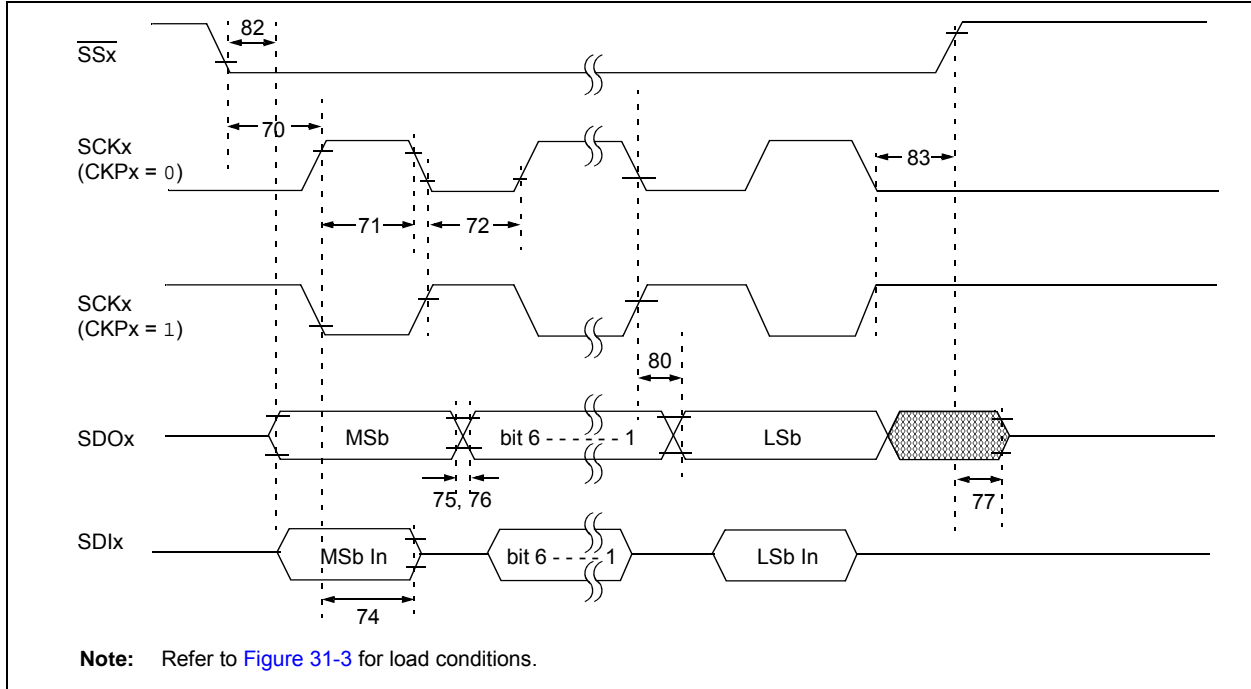 82
SSx
70
SCKx
(CKPx = 0)
83
71
72
SCKx
(CKPx = 1)
80
SDOx
MSb
bit 6 - - - - - - 1
LSb
75, 76
77
SDIx
MSb In
bit 6 - - - - - 1
LSb In
74
Note: Refer to Figure 31-3 for load conditions.